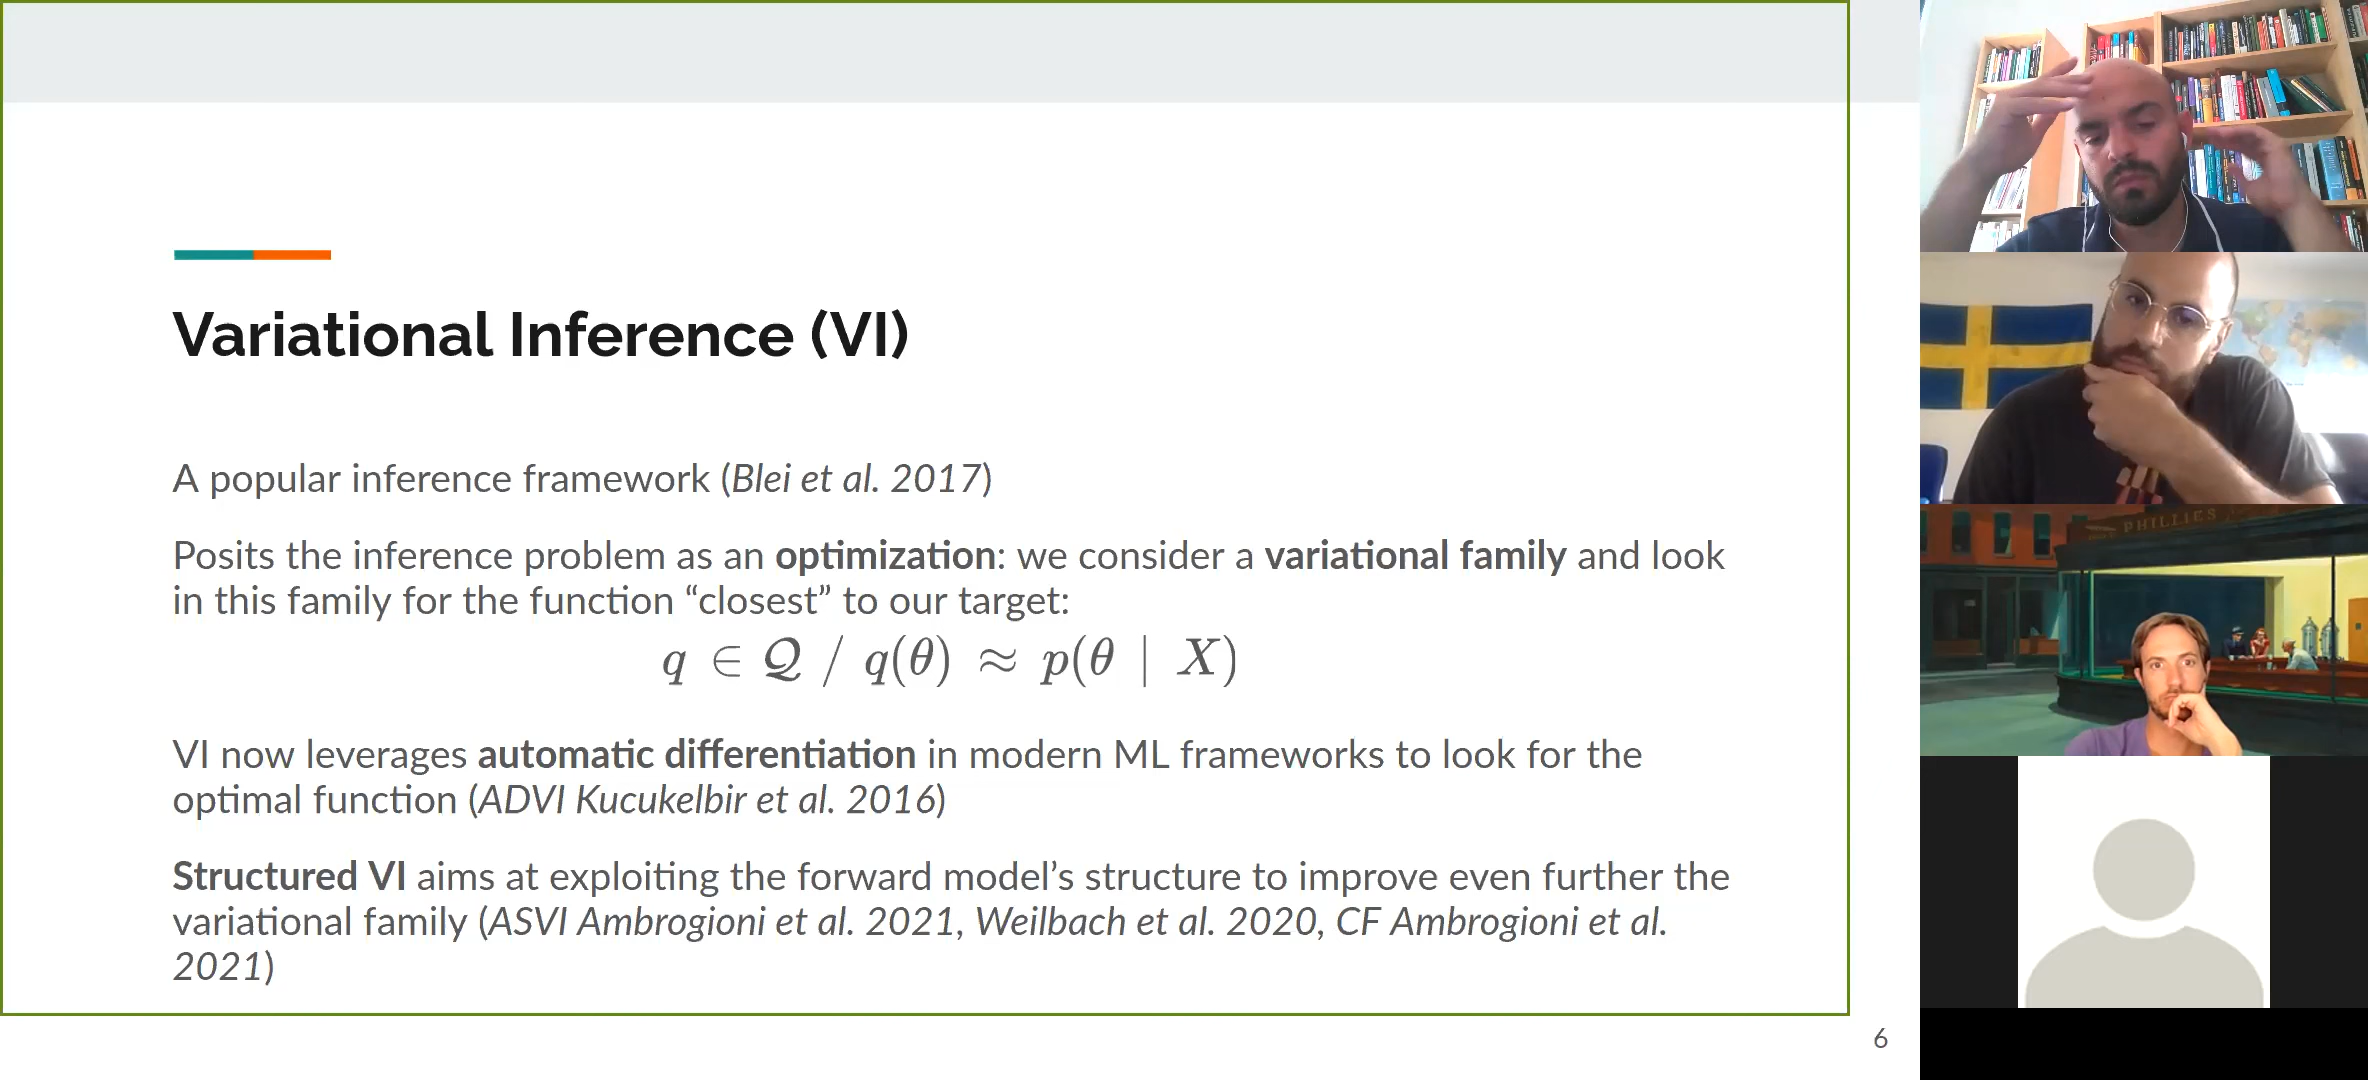 Variational Inference (VI)
A popular inference framework (Blei et al. 2017)
Posits the inference problem as an optimization: we consider a variational family and look
in this family for the function “closest” to our target:
q ∈ 𝒬 / q(θ) ≈ p(θ | X)
VI now leverages automatic differentiation in modern ML frameworks to look for the
optimal function (ADVI Kucukelbir et al. 2016)
Structured VI aims at exploiting the forward model’s structure to improve even further the
variational family (ASVI Ambrogioni et al. 2021, Weilbach et al. 2020, CF Ambrogioni et al.
2021)
6
PHILLIES